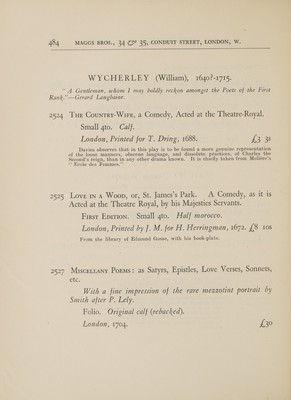 484 MAGGS BROS., 34 & 35, CONDUIT STREET, LONDON, W.
WYCHERLEY (William), 1640?-1715.
"A Gentleman, whom I may boldly reckon amongst the Poets of the First
Rank."—Gerard Langbaine.
2524 THE COUNTRY-WIFE, a Comedy, Acted at the Theatre-Royal.
Small 4to. Calf.
London, Printed for T. Dring, 1688. £3 3s
Davies observes that in this play is to be found a more genuine representation
of the loose manners, obscene language, and dissolute practices, of Charles the
Second's reign, than in any other drama known. It is chiefly taken from Moliere's
"Ecole des Femmes."
2525 LOVE IN A WOOD, or, St. James's Park. A Comedy, as it is
Acted at the Theatre Royal, by his Majesties Servants.
FIRST EDITION. Small 4to. Half morocco.
London, Printed by J. M. for H. Herringman, 1672. £8 10s
From the library of Edmund Gosse, with his book-plate.
2527 MISCELLANY POEMS: as Satyrs, Epistles, Love Verses, Sonnets,
etc.
With a fine impression of the rare mezzotint portrait by
Smith after P. Lely.
Folio. Original calf (rebacked).
London, 1704. £30